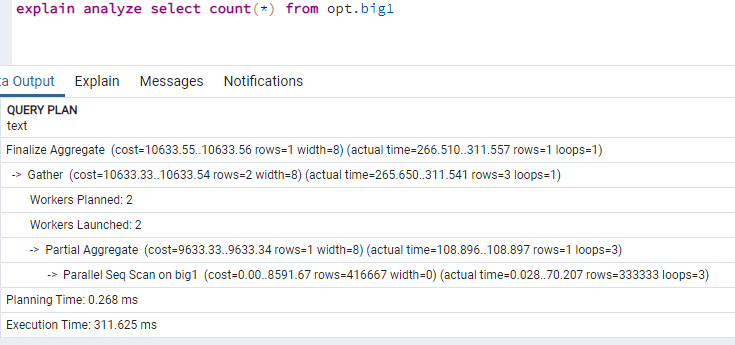 explain analyze select count(*) from opt.big1
ta Output Explain Messages Notifications
QUERY PLAN
text
Finalize Aggregate (cost=10633.55..10633.56 rows=1 width=8) (actual time=266.510..311.557 rows=1 loops=1)
-> Gather (cost=10633.33..10633.54 rows=2 width=8) (actual time=265.650..311.541 rows=3 loops=1)
Workers Planned: 2
Workers Launched: 2
-> Partial Aggregate (cost=9633.33..9633.34 rows=1 width=8) (actual time=108.896..108.897 rows=1 loops=3)
-> Parallel Seq Scan on big1 (cost=0.00..8591.67 rows=416667 width=0) (actual time=0.028..70.207 rows=333333 loops=3)
Planning Time: 0.268 ms
Execution Time: 311.625 ms